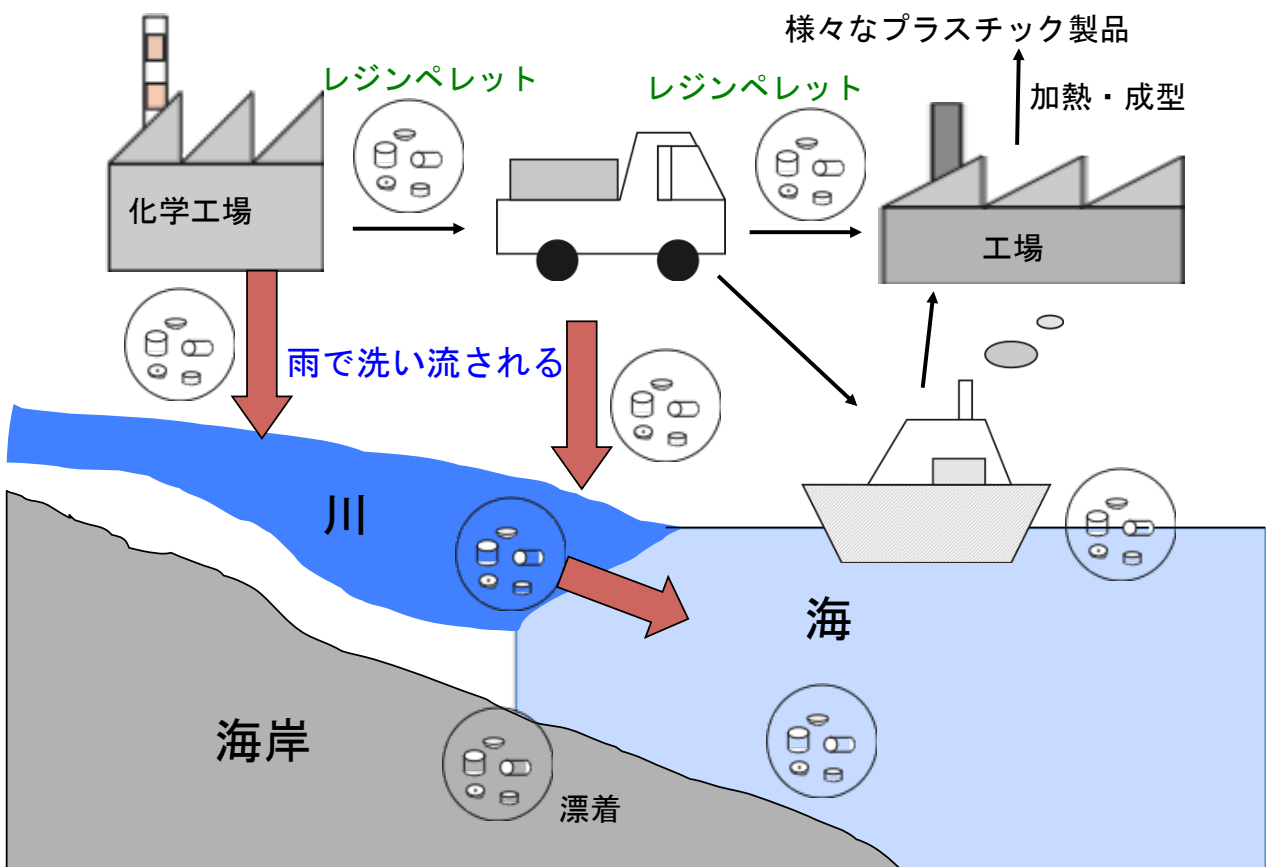 様々なプラスチック製品
レジンペレット
レジンペレット
加熱・成型
化学工場
工場
雨で洗い流される
川
海
海岸
漂着